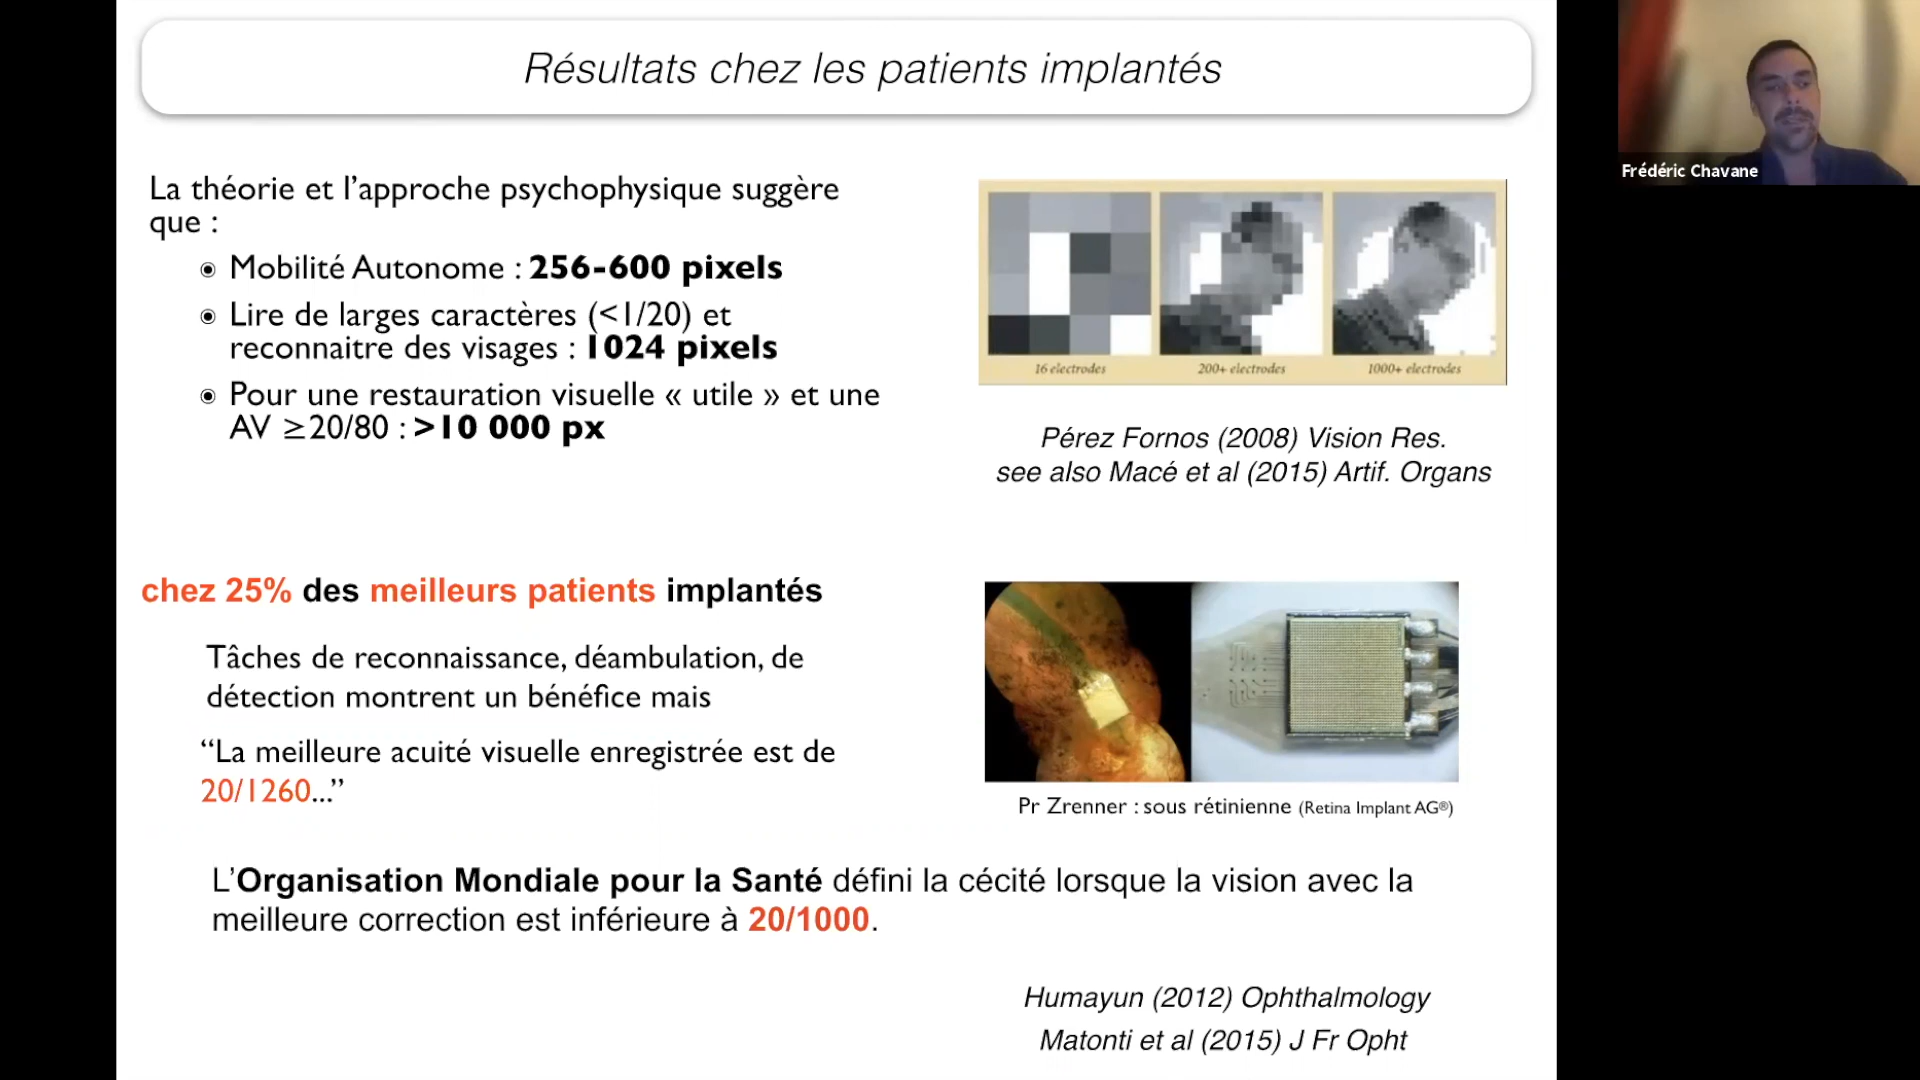 Résultats chez les patients implantés
Frédéric Chavane
La théorie et l’approche psychophysique suggère
que :
Mobilité Autonome : 256-600 pixels
Lire de larges caractères (<1/20) et
reconnaitre des visages : 1024 pixels
Pour une restauration visuelle « utile » et une
AV ≥20/80 : >10 000 px
16 electrodes
200+ electrodes
1000+ electrodes
Pérez Fornos (2008) Vision Res.
see also Macé et al (2015) Artif. Organs
chez 25% des meilleurs patients implantés
Tâches de reconnaissance, déambulation, de
détection montrent un bénéfice mais
“La meilleure acuité visuelle enregistrée est de
20/1260...”
Pr Zrenner : sous rétinienne (Retina Implant AG®)
L’Organisation Mondiale pour la Santé défini la cécité lorsque la vision avec la
meilleure correction est inférieure à 20/1000.
Humayun (2012) Ophthalmology
Matonti et al (2015) J Fr Opht